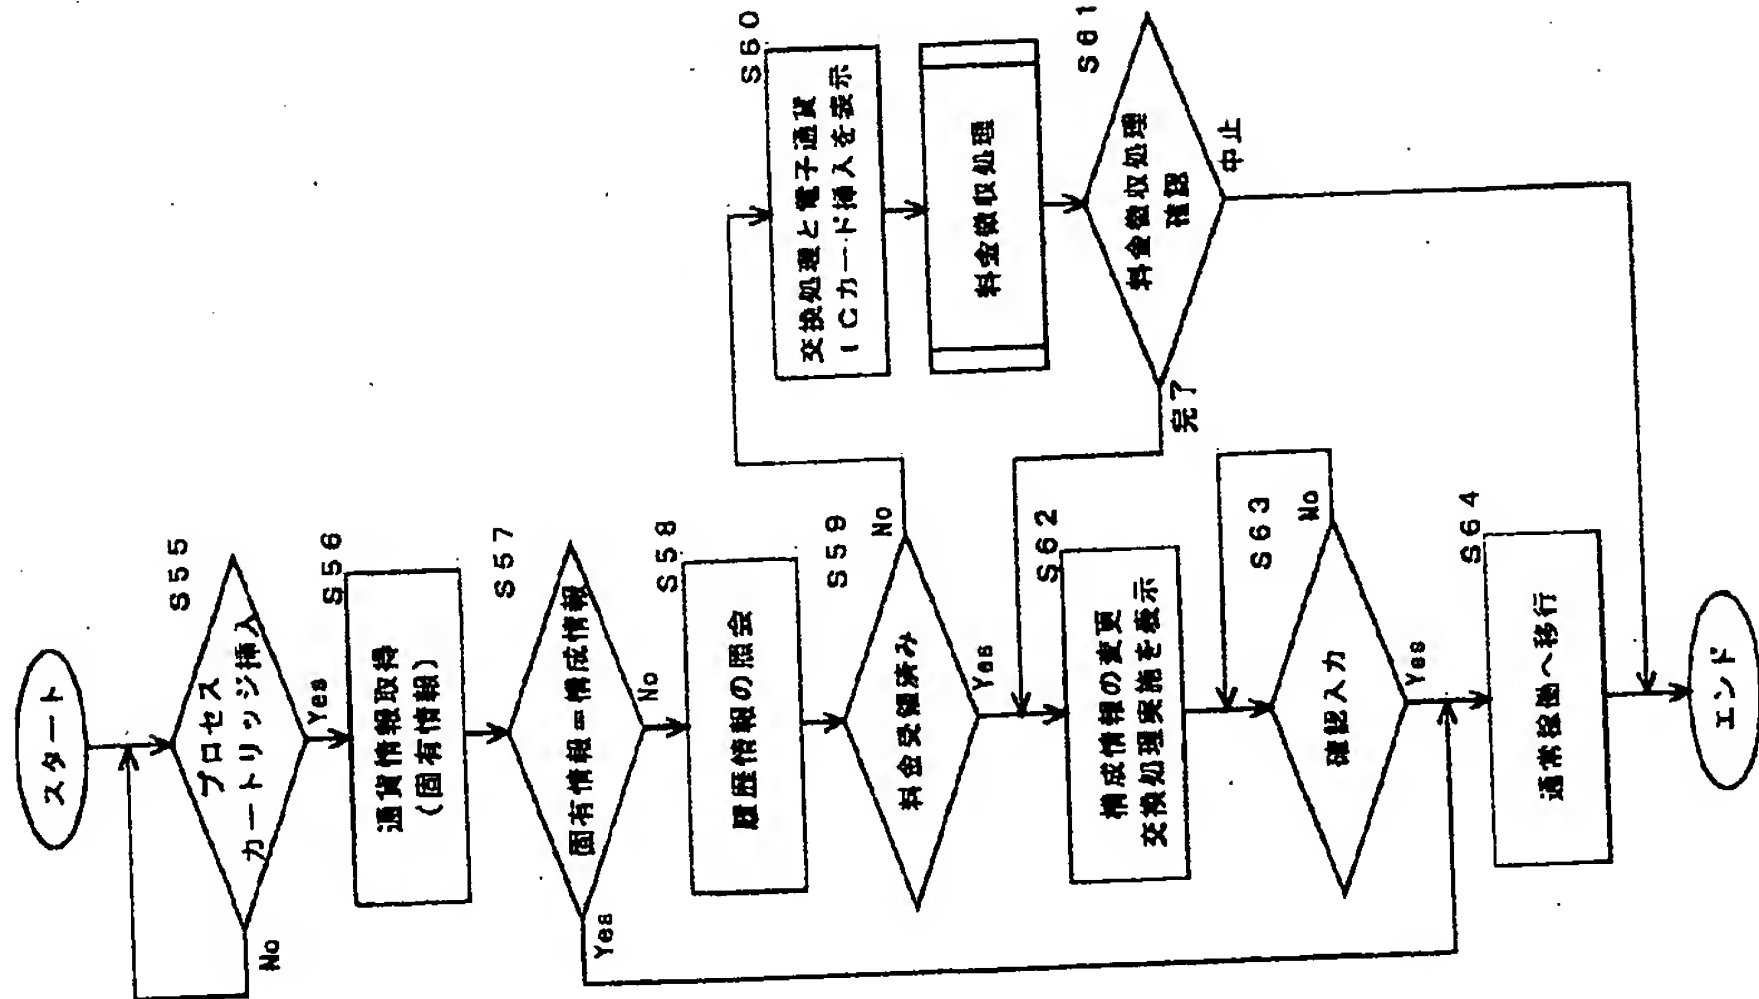 スタート
S55
プロセス
カートリッジ挿入
No
Yes
S56
通貨情報取得
(固有情報)
S57
固有情報=構成情報
Yes
No
S58
履歴情報の照会
S59
料金受領済み
No
Yes
S60
交換処理と電子通貨
ICカード挿入を表示
料金徴収処理
S61
料金徴収処理
確認
完了
中止
S62
構成情報の変更
交換処理実施を表示
S63
確認入力
No
Yes
S64
通常稼働へ移行
エンド